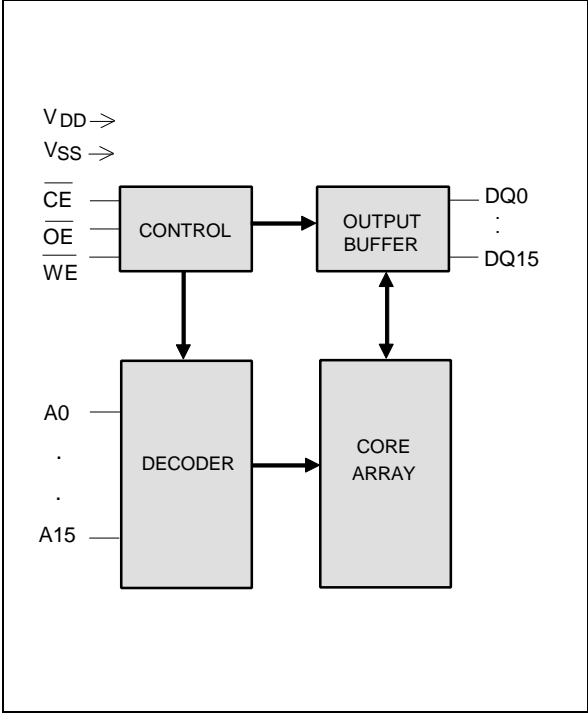 VDD
VSS
CE
OE
WE
CONTROL
OUTPUT
BUFFER
DQ0
.
.
DQ15
A0
.
.
A15
DECODER
CORE
ARRAY